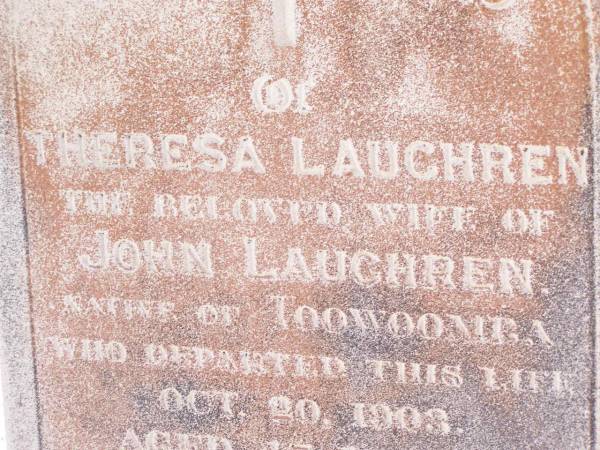 Of
THERESA LAUCHREN
THE BELOVED WIFE OF
JOHN LAUCHREN.
NATIVE OF TOOWOOMBA
WHO DEPARTED THIS LIFE
OCT. 20, 1903.
AGED